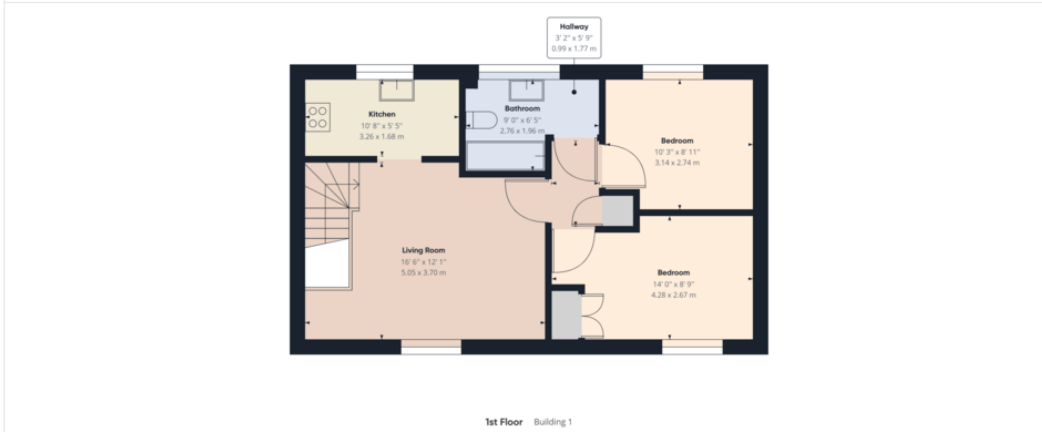 Hallway
3' 2" x 5' 9"
0.99 x 1.77 m
Kitchen
10' 8" x 5' 5"
3.26 x 1.68 m
Bathroom
9' 0" x 6' 5"
2.76 x 1.96 m
Bedroom
10' 3" x 8' 11"
3.14 x 2.74 m
Living Room
16' 6" x 12' 1"
5.05 x 3.70 m
Bedroom
14' 0" x 8' 9"
4.28 x 2.67 m
1st Floor Building 1